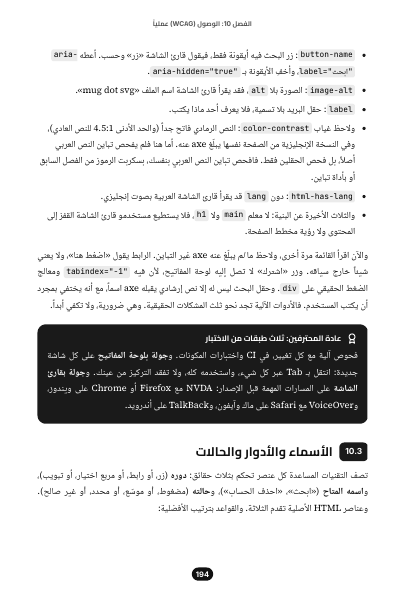 الفصل 10: الوصول (WCAG) عملياً
button-name: زر البحث فيه أيقونة فقط، فيقول قارئ الشاشة «زر» وحسب. أعطه aria-
label="ابحث"، وأخفِ الأيقونة بـ aria-hidden="true".
image-alt: الصورة بلا alt، فقد يقرأ قارئ الشاشة اسم الملف «mug dot svg».
label: حقل البريد بلا تسمية، فلا يعرف أحد ماذا يكتب.
ولاحظ غياب color-contrast: النص الرمادي فاتح جداً (والحد الأدنى 4.5:1 للنص العادي)،
وفي النسخة الإنجليزية من الصفحة نفسها يبلّغ axe عنه. أما هنا فلم يفحص تباين العربي
أصلاً، بل فحص الحقلين فقط. فافحص تباين النص العربي بنفسك، بسكربت الرموز من الفصل السابق
أو بأداة تباين.
html-has-lang: دون lang قد يقرأ قارئ الشاشة العربية بصوت إنجليزي.
والثلاث الأخيرة عن البنية: لا معلم main ولا h1، فلا يستطيع مستخدمو قارئ الشاشة القفز إلى
المحتوى ولا رؤية مخطط الصفحة.
والآن اقرأ القائمة مرة أخرى، ولاحظ ما لم يبلّغ عنه axe غير التباين. الرابط يقول «اضغط هنا»، ولا يعني
شيئاً خارج سياقه. وزر «اشترك» لا تصل إليه لوحة المفاتيح، لأن فيه tabindex="-1" ومعالج
الضغط الحقيقي على div. وحقل البحث ليس له إلا نص إرشادي يقبله axe اسماً، مع أنه يختفي بمجرد
أن يكتب المستخدم. فالأدوات الآلية تجد نحو ثلث المشكلات الحقيقية. وهي ضرورية، ولا تكفي أبداً.
عادة المحترفين: ثلاث طبقات من الاختبار
فحوص آلية مع كل تغيير، في CI واختبارات المكونات. وجولة بلوحة المفاتيح على كل شاشة
جديدة: انتقل بـ Tab عبر كل شيء، واستخدمه كله، ولا تفقد التركيز من عينك. وجولة بقارئ
الشاشة على المسارات المهمة قبل الإصدار: NVDA مع Firefox أو Chrome على ويندوز،
وVoiceOver مع Safari على ماك وآيفون، وTalkBack على أندرويد.
10.3 الأسماء والأدوار والحالات
تصف التقنيات المساعدة كل عنصر تحكم بثلاث حقائق: دوره (زر، أو رابط، أو مربع اختيار، أو تبويب)،
واسمه المتاح («ابحث»، «احذف الحساب»)، وحالته (مضغوط، أو موسّع، أو محدد، أو غير صالح).
وعناصر HTML الأصلية تقدم الثلاثة. والقواعد بترتيب الأفضلية:
194